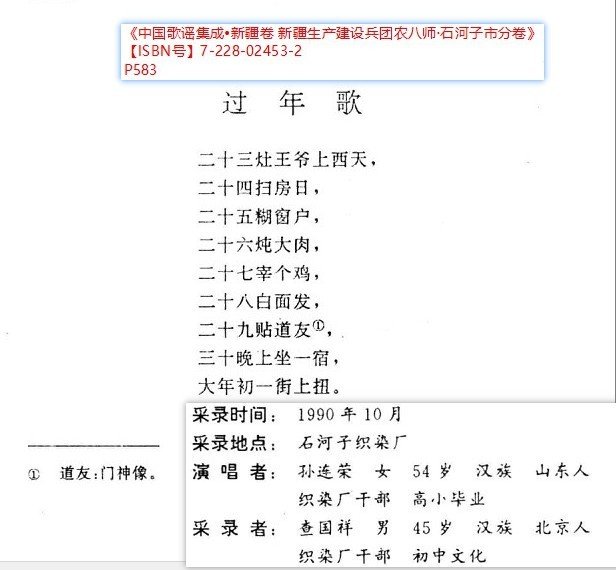 《中国歌谣集成•新疆卷 新疆生产建设兵团农八师·石河子市分卷》
【ISBN号】7-228-02453-2
P583
过 年 歌
二十三灶王爷上西天，
二十四扫房日，
二十五糊窗户，
二十六炖大肉，
二十七宰个鸡，
二十八白面发，
二十九贴道友①，
三十晚上坐一宿，
大年初一街上扭。
① 道友：门神像。
采录时间： 1990 年 10 月
采录地点： 石河子织染厂
演 唱 者： 孙连荣 女 54 岁 汉族 山东人
织染厂干部 高小毕业
采 录 者： 查国祥 男 45 岁 汉族 北京人
织染厂干部 初中文化